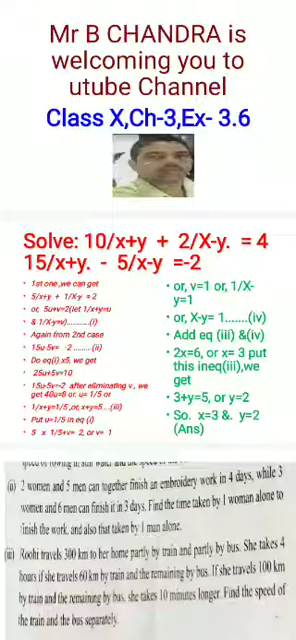 Mr B CHANDRA is
welcoming you to
utube Channel
Class X,Ch-3,Ex- 3.6
Solve: 10/x+y + 2/X-y. = 4
15/x+y. - 5/x-y =-2
• 1st one ,we can get
• 5/x+y + 1/X-y =2
• or, 5u+v=2(let 1/x+y=u
• & 1/X-y=v)..........(i)
• Again from 2nd case
• 15u-5v= -2 .........(ii)
• Do eq(i),x5, we get
• 25u+5v=10
• 15u-5v=-2 after eliminating v., we
get 40u=8 or. u= 1/5 or
• 1/x+y=1/5 ,or, x+y=5 ...(iii)
• Put u=1/5 in eq (i)
• 5 x 1/5+v= 2, or v= 1
• or, v=1 or, 1/X-
y=1
• or, X-y= 1.......(iv)
• Add eq (iii) &(iv)
• 2x=6, or x= 3 put
this ineq(iii),we
get
• 3+y=5, or y=2
• So. x=3 &. y=2
(Ans)
(ii) 2 women and 5 men can together finish an embroidery work in 4 days, while 3
women and 6 men can finish it in 3 days. Find the time taken by 1 woman alone to
finish the work, and also that taken by 1 man alone.
(iii) Roohi travels 300 km to her home partly by train and partly by bus. She takes 4
hours if she travels 60 km by train and the remaining by bus. If she travels 100 km
by train and the remaining by bus, she takes 10 minutes longer. Find the speed of
the train and the bus separately.